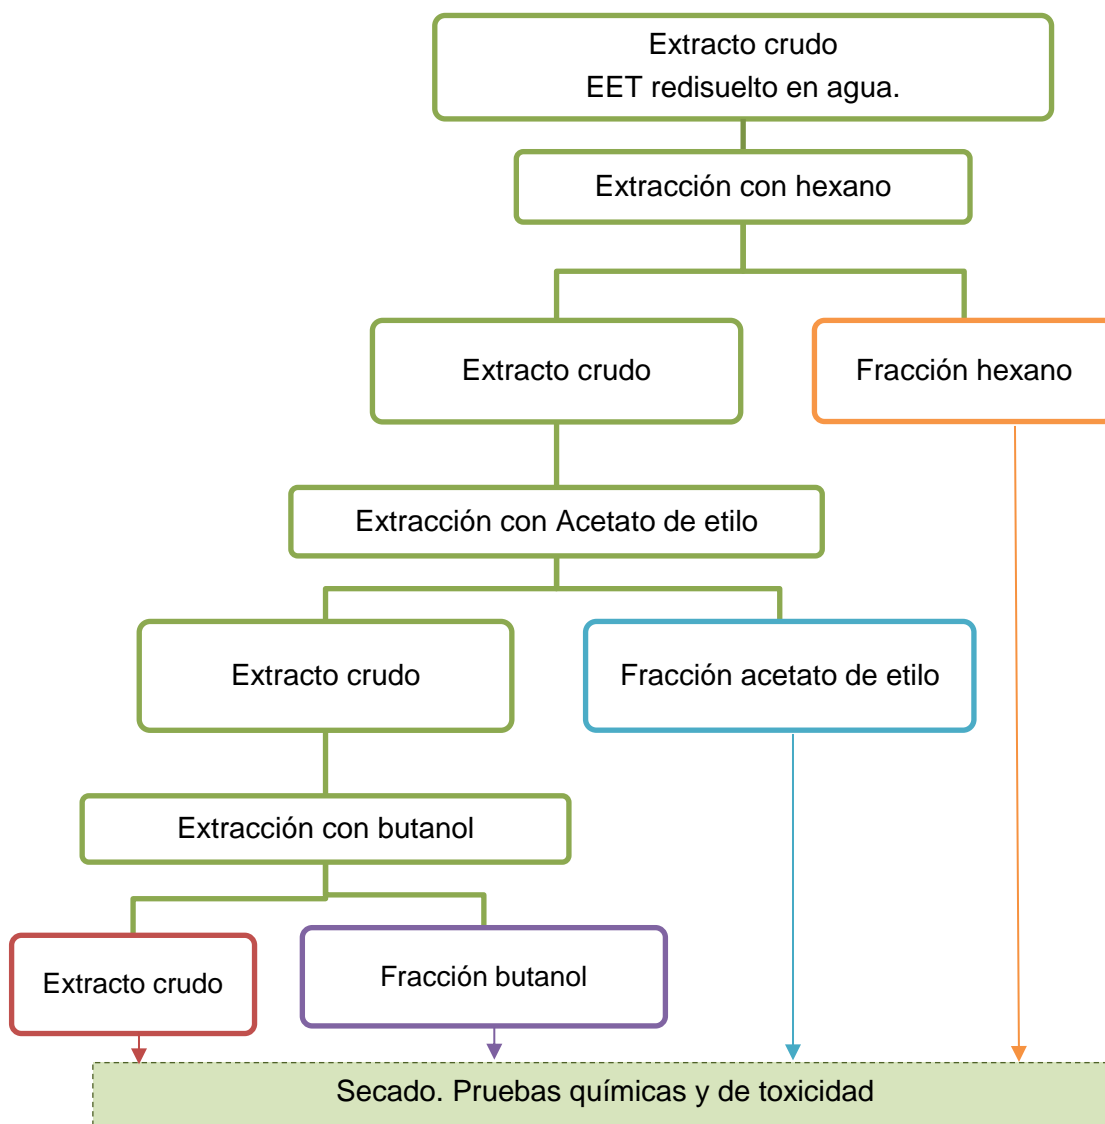 Extracto crudo
EET redisuelto en agua.
Extracción con hexano
Extracto crudo
Fracción hexano
Extracción con Acetato de etilo
Extracto crudo
Fracción acetato de etilo
Extracción con butanol
Extracto crudo
Fracción butanol
Secado. Pruebas químicas y de toxicidad